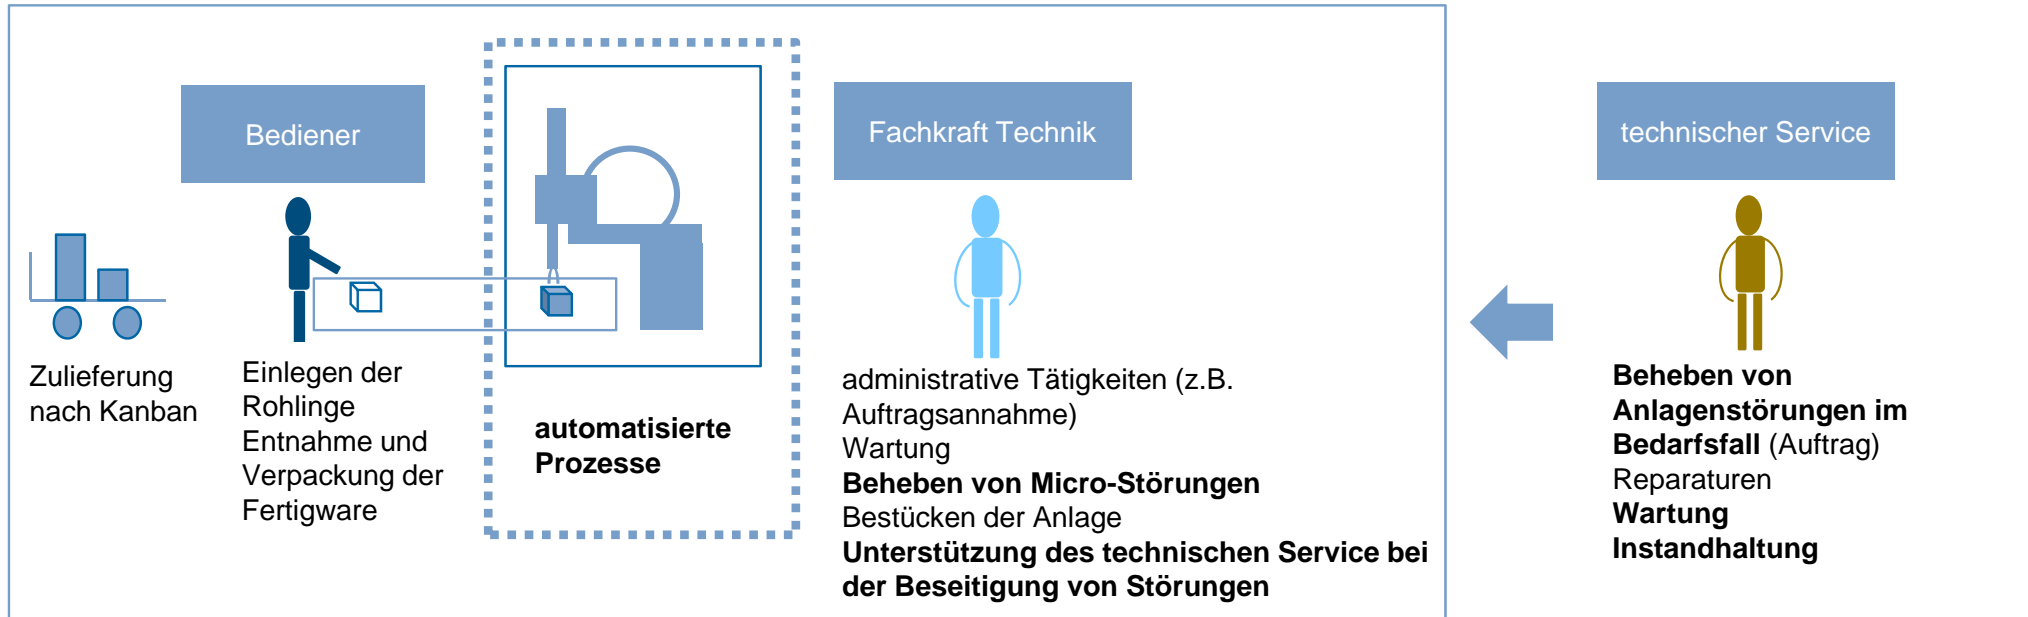 Bediener
Fachkraft Technik
technischer Service
Zulieferung
nach Kanban
Einlegen der
Rohlinge
Entnahme und
Verpackung der
Fertigware
automatisierte
Prozesse
administrative Tätigkeiten (z.B.
Auftragsannahme)
Wartung
Beheben von Micro-Störungen
Bestücken der Anlage
Unterstützung des technischen Service bei
der Beseitigung von Störungen
Beheben von
Anlagenstörungen im
Bedarfsfall (Auftrag)
Reparaturen
Wartung
Instandhaltung